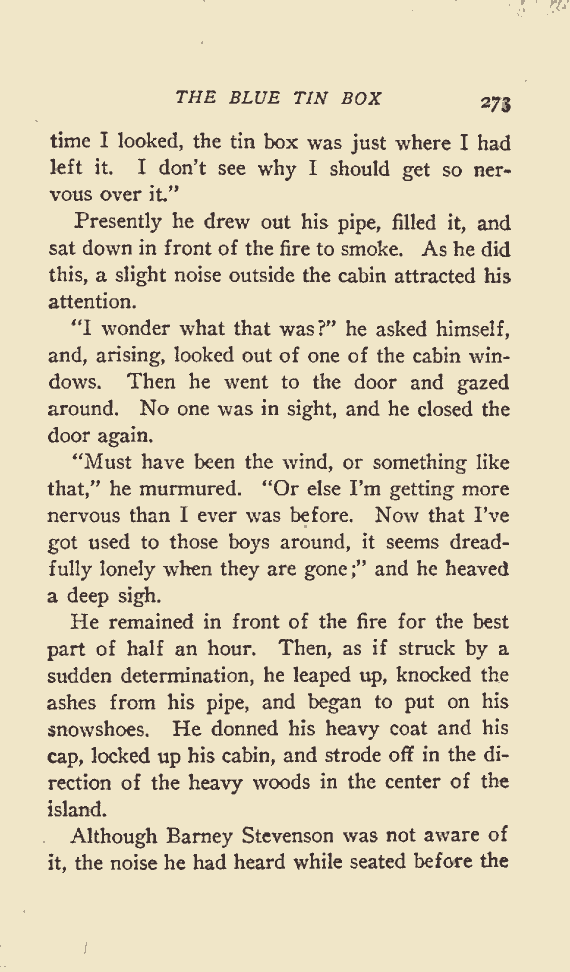 THE BLUE TIN BOX 273
time I looked, the tin box was just where I had
left it. I don't see why I should get so ner-
vous over it."
Presently he drew out his pipe, filled it, and
sat down in front of the fire to smoke. As he did
this, a slight noise outside the cabin attracted his
attention.
"I wonder what that was?" he asked himself,
and, arising, looked out of one of the cabin win-
dows. Then he went to the door and gazed
around. No one was in sight, and he closed the
door again.
"Must have been the wind, or something like
that," he murmured. "Or else I'm getting more
nervous than I ever was before. Now that I've
got used to those boys around, it seems dread-
fully lonely when they are gone;" and he heaved
a deep sigh.
He remained in front of the fire for the best
part of half an hour. Then, as if struck by a
sudden determination, he leaped up, knocked the
ashes from his pipe, and began to put on his
snowshoes. He donned his heavy coat and his
cap, locked up his cabin, and strode off in the di-
rection of the heavy woods in the center of the
island.
Although Barney Stevenson was not aware of
it, the noise he had heard while seated before the